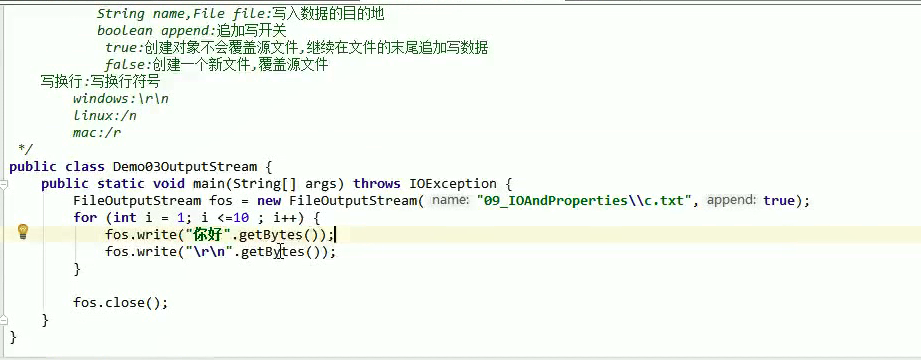 String name,File file:写入数据的目的地
boolean append:追加写开关
true:创建对象不会覆盖源文件,继续在文件的末尾追加写数据
false:创建一个新文件,覆盖源文件
写换行:写换行符号
windows:\r\n
linux:/n
mac:/r
*/
public class Demo03OutputStream {
public static void main(String[] args) throws IOException {
FileOutputStream fos = new FileOutputStream( name: "09_IOAndProperties\\c.txt", append: true);
for (int i = 1; i <=10 ; i++) {
fos.write("你好".getBytes());
fos.write("\r\n".getBytes());
}
fos.close();
}
}